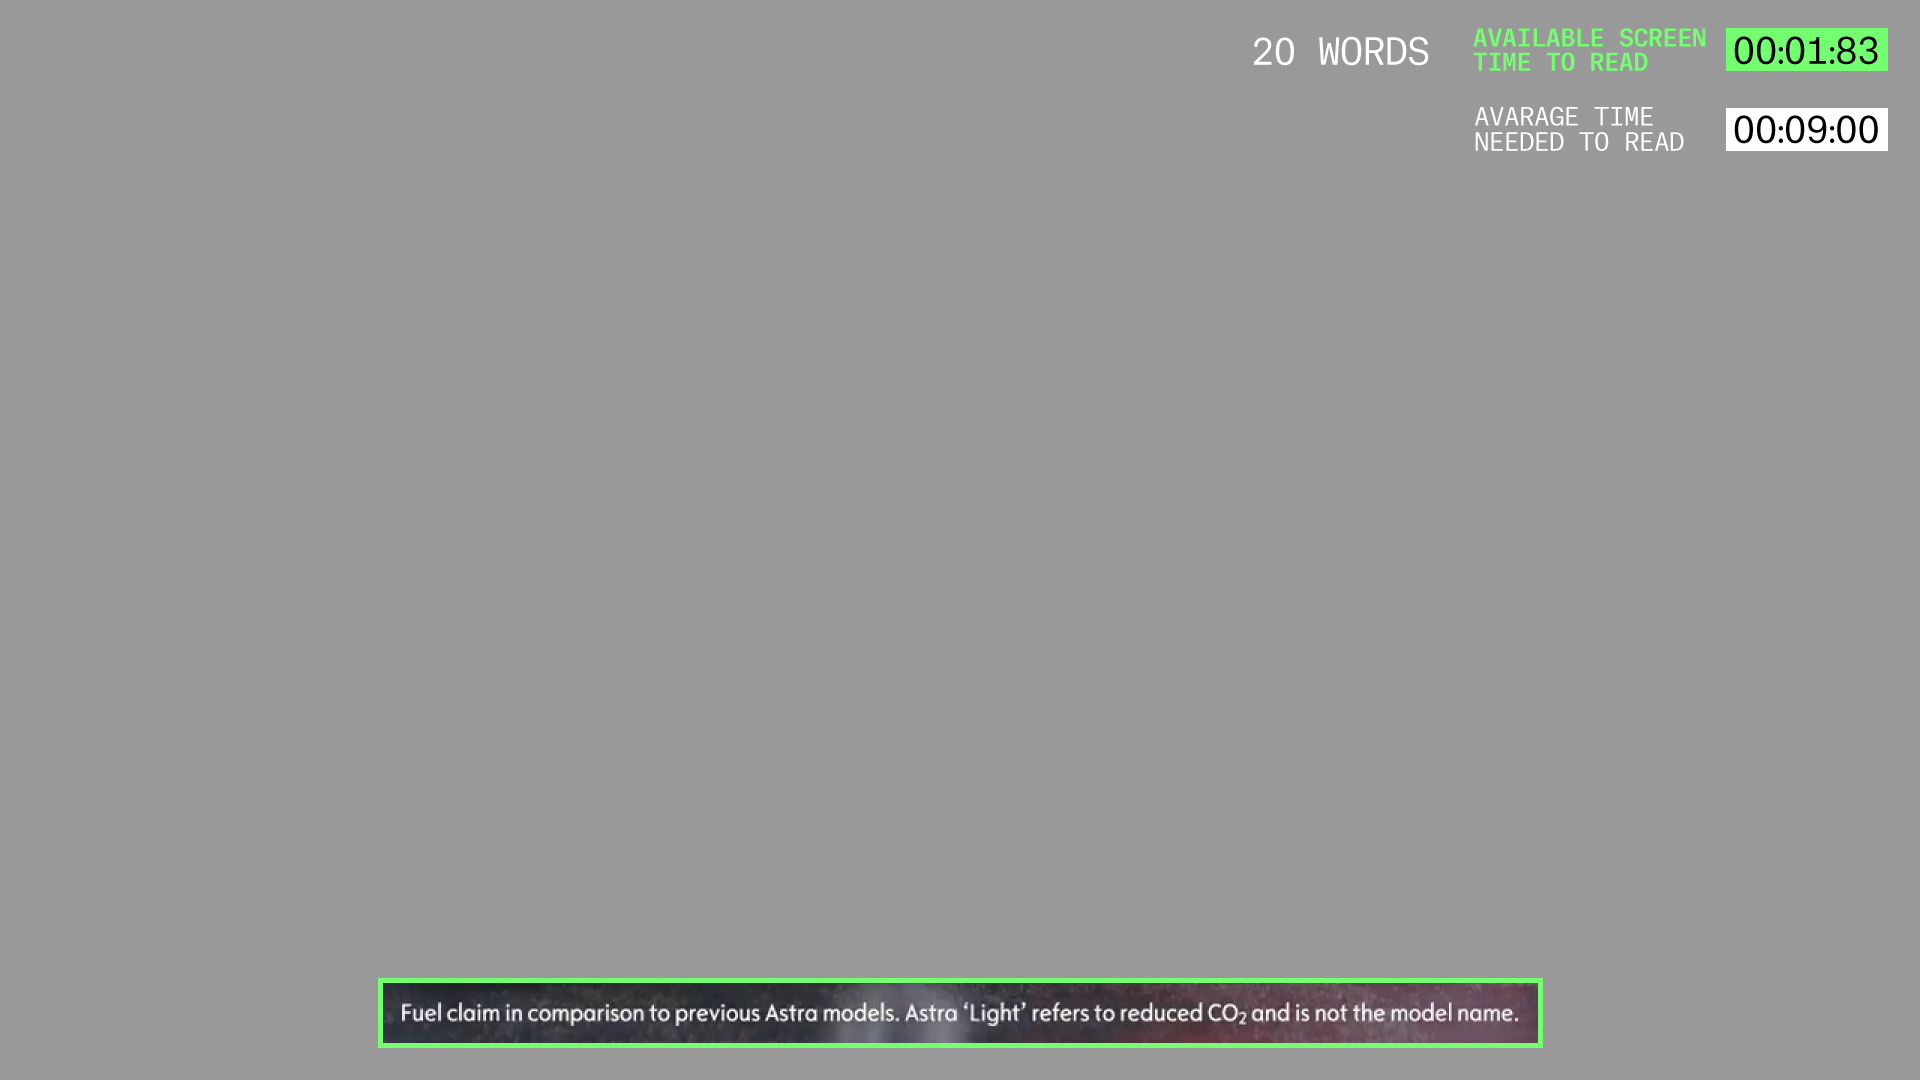 20 WORDS
AVAILABLE SCREEN
TIME TO READ
00:01:83
AVARAGE TIME
NEEDED TO READ
00:09:00
Fuel claim in comparison to previous Astra models. Astra ‘Light’ refers to reduced CO₂ and is not the model name.